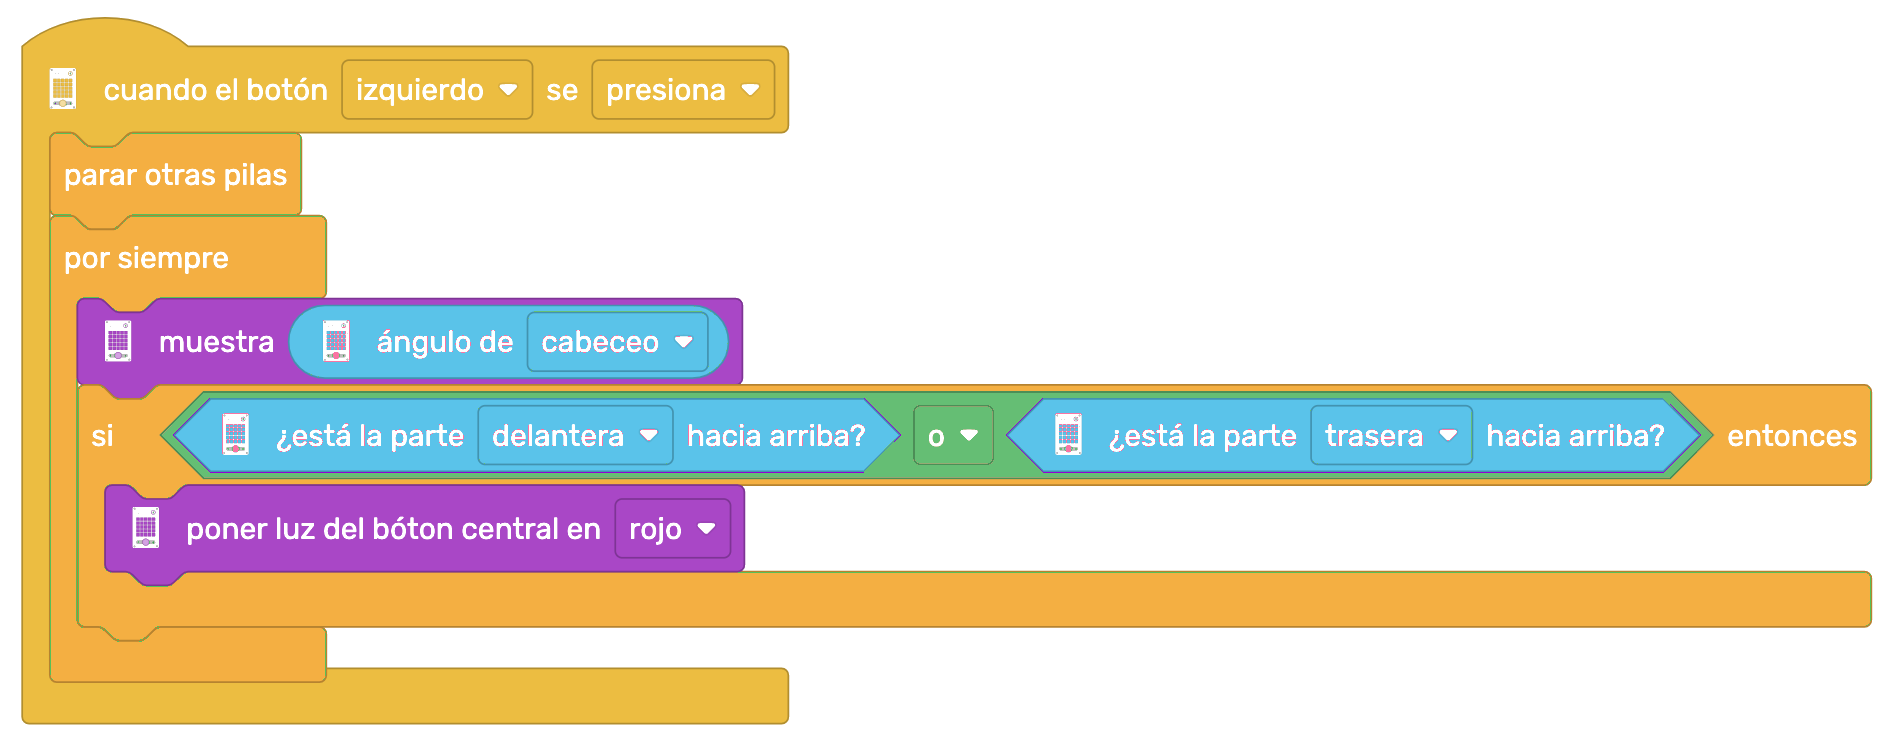 cuando el botón izquierdo se presiona
parar otras pilas
por siempre
muestra ángulo de cabeceo
si ¿está la parte delantera hacia arriba? o ¿está la parte trasera hacia arriba? entonces
poner luz del bóton central en rojo